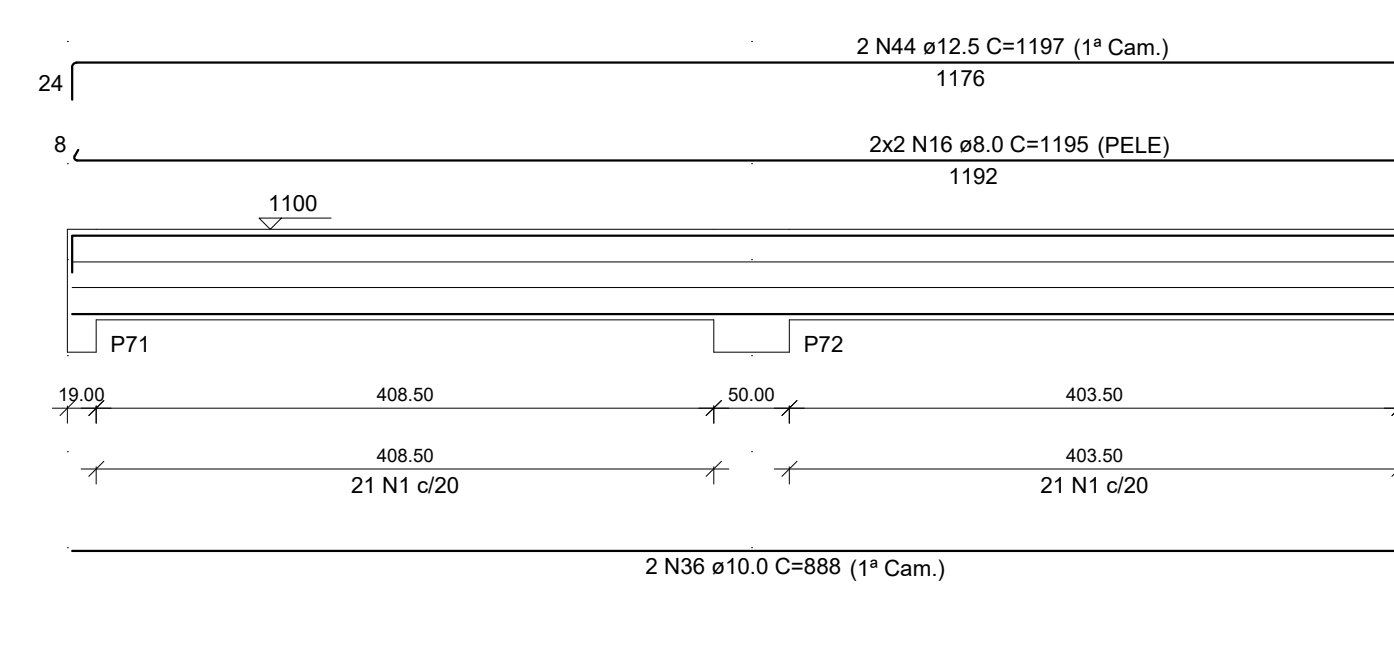 2 N44 ø12.5 C=1197 (1ª Cam.)
24
1176
8
2x2 N16 ø8.0 C=1195 (PELE)
1192
1100
P71
P72
19.00
408.50
50.00
403.50
408.50
403.50
21 N1 c/20
21 N1 c/20
2 N36 ø10.0 C=888 (1ª Cam.)